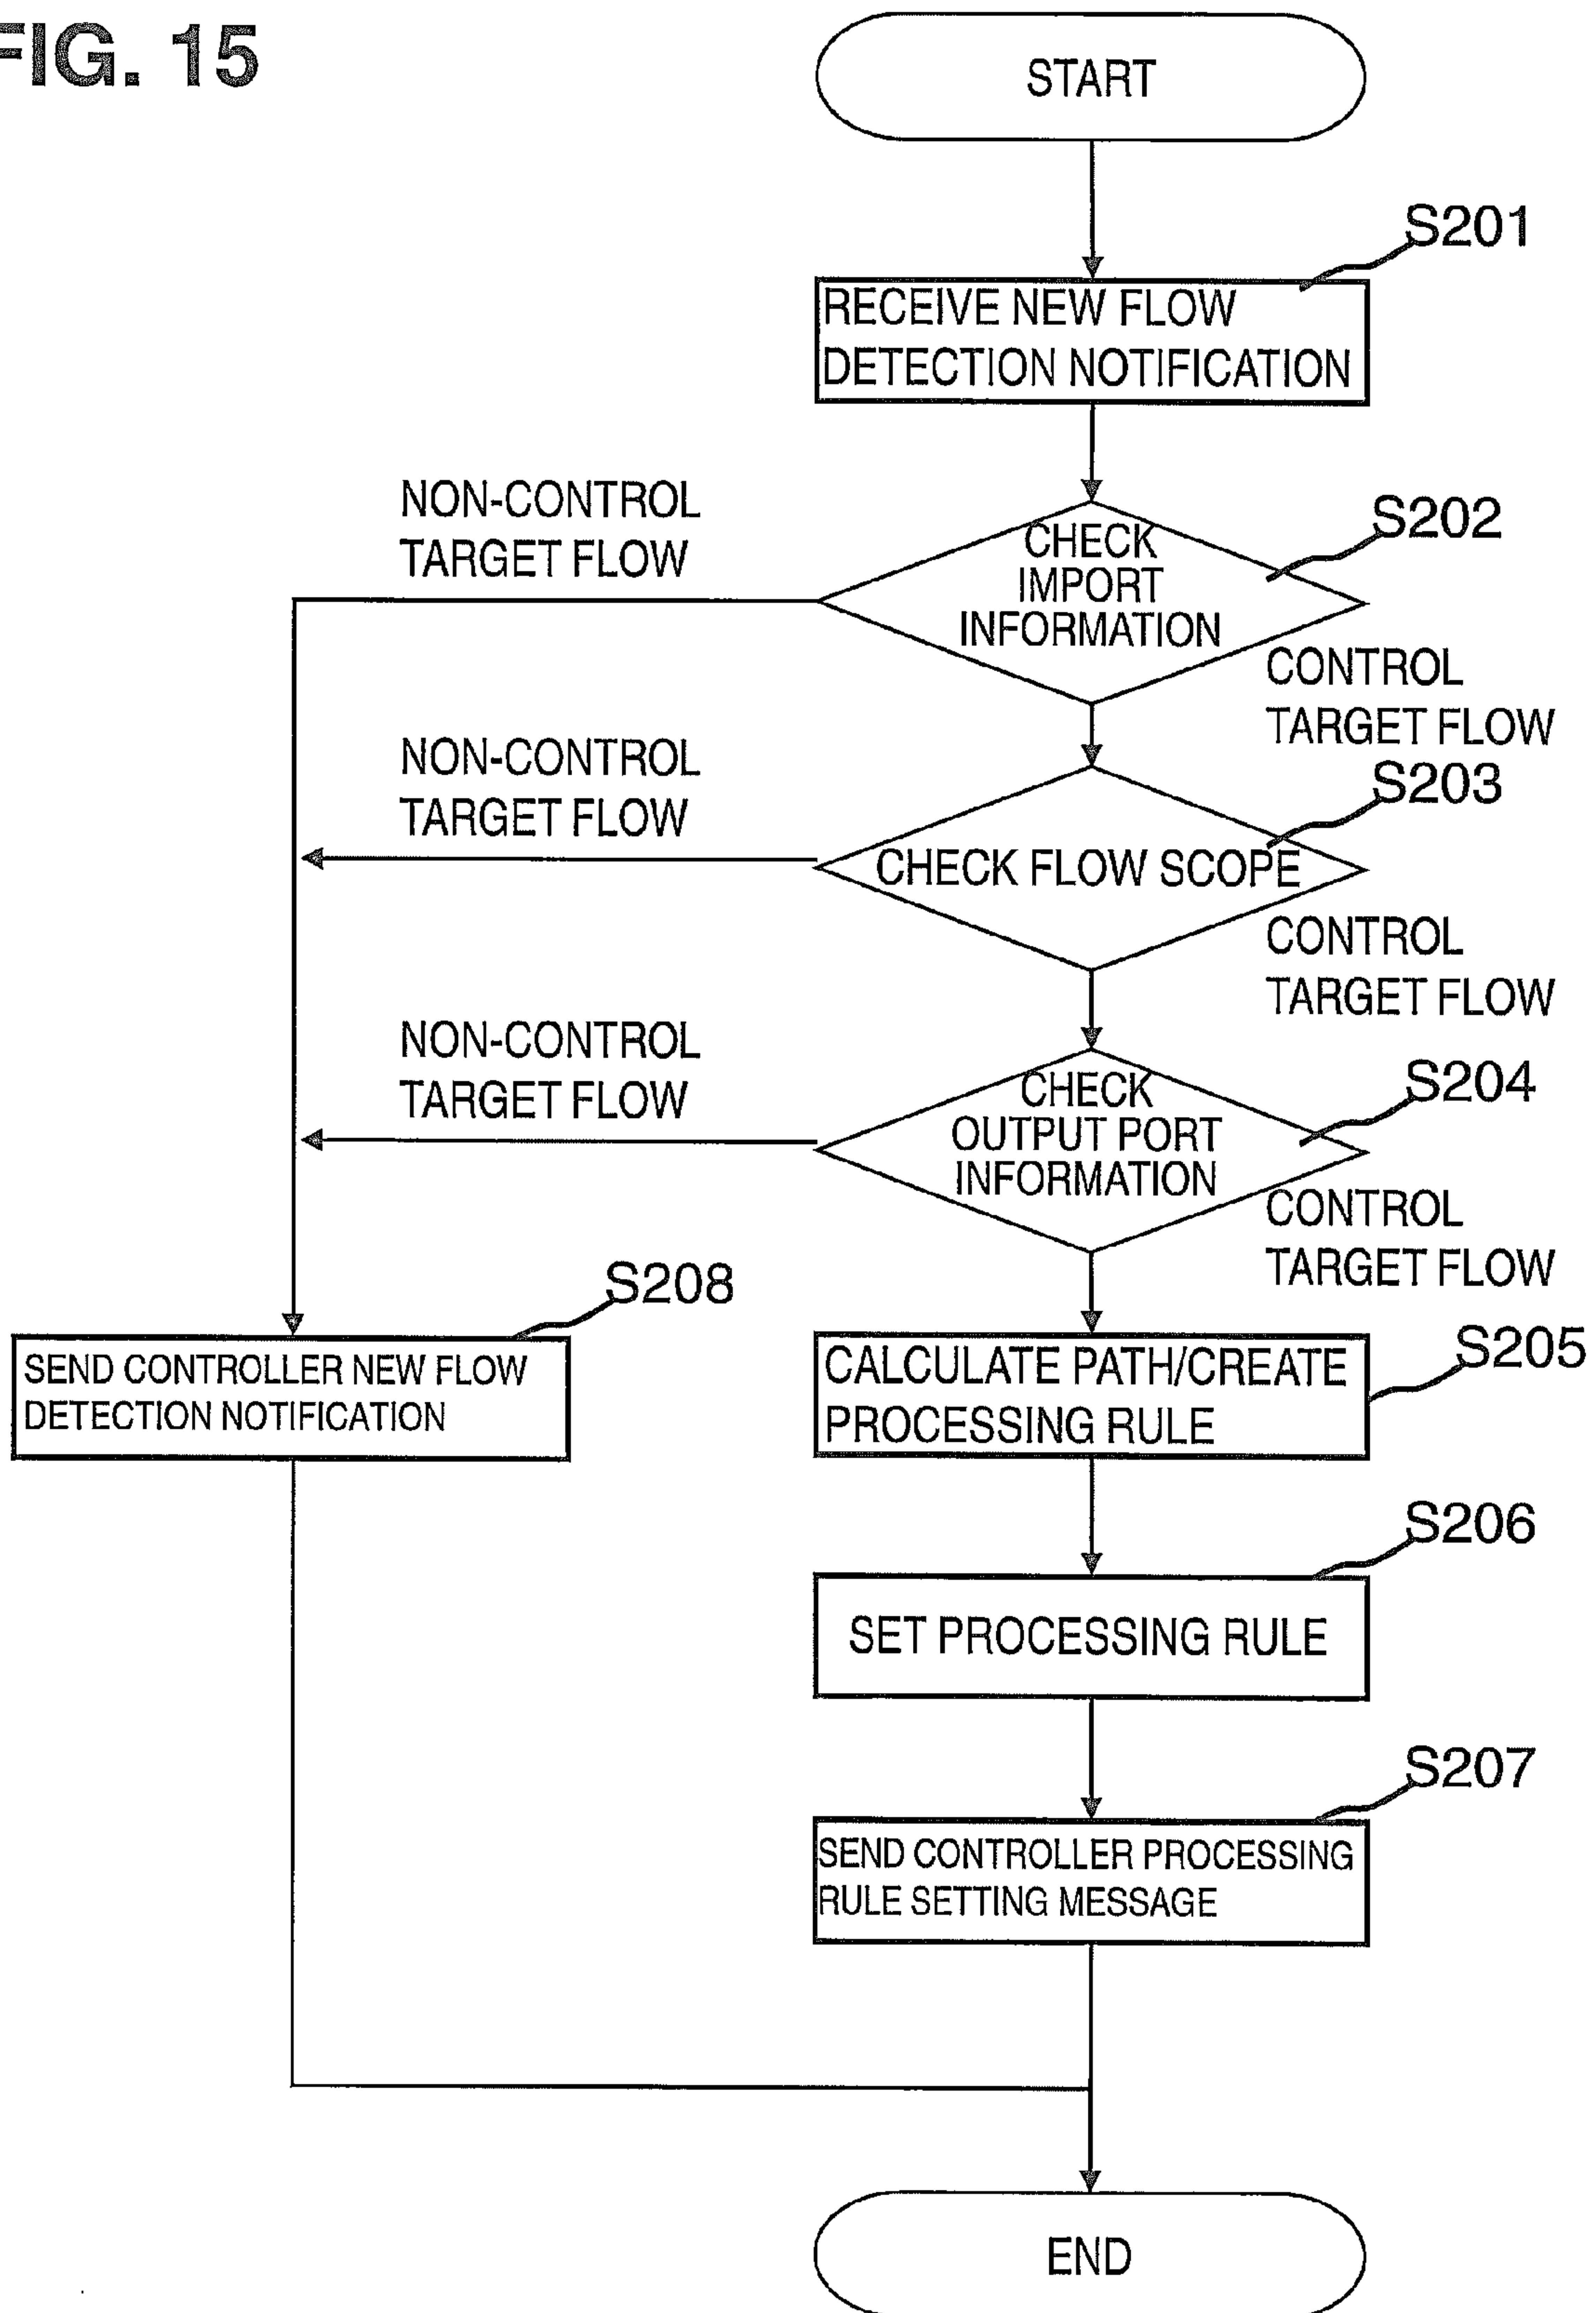 FIG. 15
START
S201
RECEIVE NEW FLOW
DETECTION NOTIFICATION
NON-CONTROL
TARGET FLOW
S202
CHECK
IMPORT
INFORMATION
CONTROL
TARGET FLOW
NON-CONTROL
TARGET FLOW
S203
CHECK FLOW SCOPE
CONTROL
TARGET FLOW
NON-CONTROL
TARGET FLOW
S204
CHECK
OUTPUT PORT
INFORMATION
CONTROL
TARGET FLOW
S208
SEND CONTROLLER NEW FLOW
DETECTION NOTIFICATION
S205
CALCULATE PATH/CREATE
PROCESSING RULE
S206
SET PROCESSING RULE
S207
SEND CONTROLLER PROCESSING
RULE SETTING MESSAGE
END